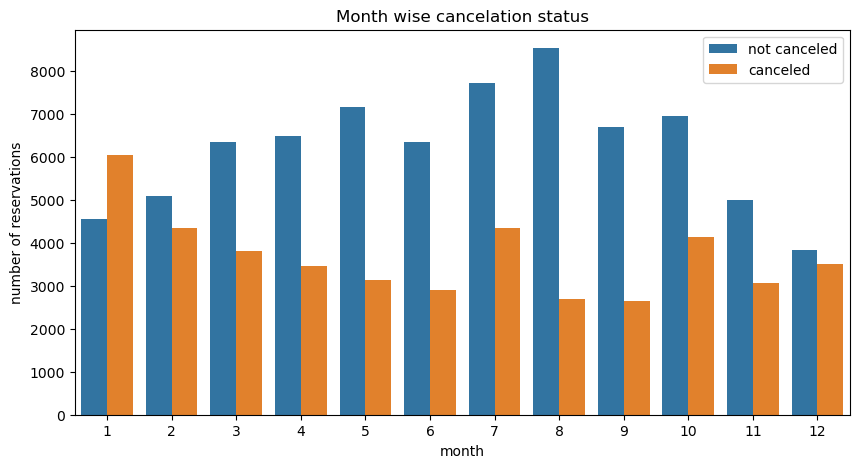 Month wise cancelation status
not canceled
canceled
number of reservations
8000
7000
6000
5000
4000
3000
2000
1000
0
1 2 3 4 5 6 7 8 9 10 11 12
month